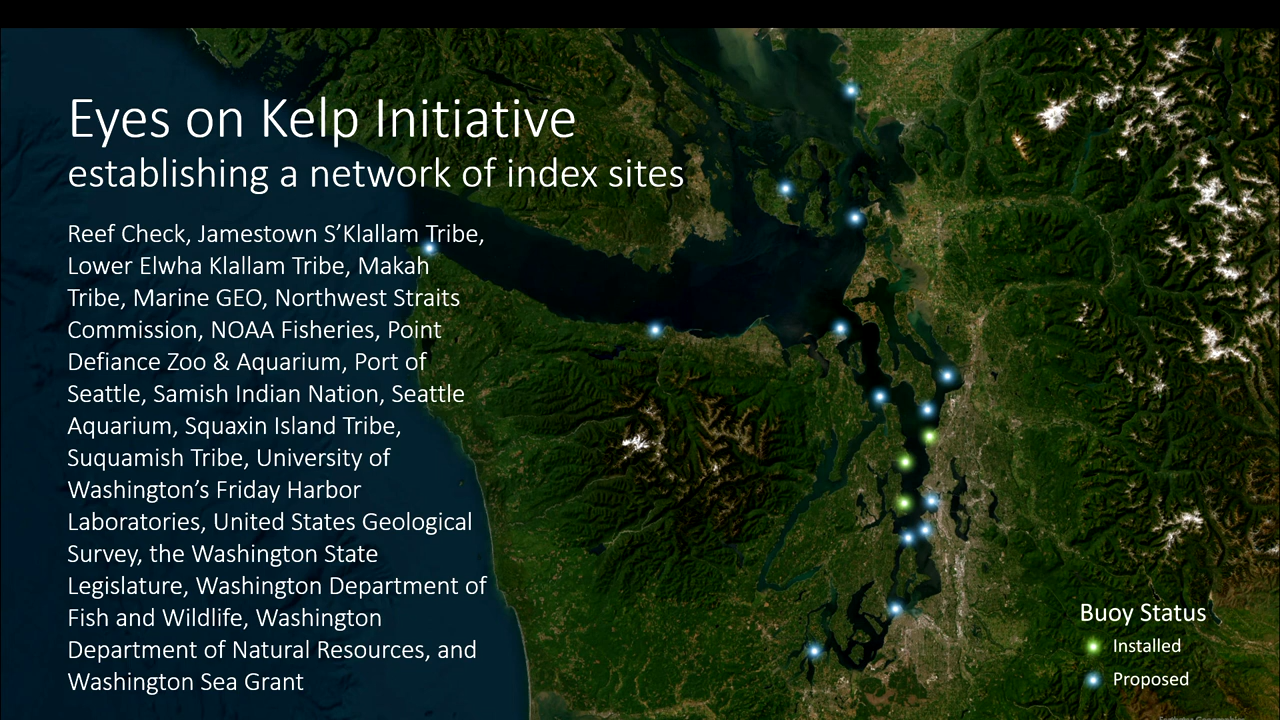 Eyes on Kelp Initiative
establishing a network of index sites
Reef Check, Jamestown S’Klallam Tribe,
Lower Elwha Klallam Tribe, Makah
Tribe, Marine GEO, Northwest Straits
Commission, NOAA Fisheries, Point
Defiance Zoo & Aquarium, Port of
Seattle, Samish Indian Nation, Seattle
Aquarium, Squaxin Island Tribe,
Suquamish Tribe, University of
Washington’s Friday Harbor
Laboratories, United States Geological
Survey, the Washington State
Legislature, Washington Department of
Fish and Wildlife, Washington
Department of Natural Resources, and
Washington Sea Grant
Buoy Status
Installed
Proposed